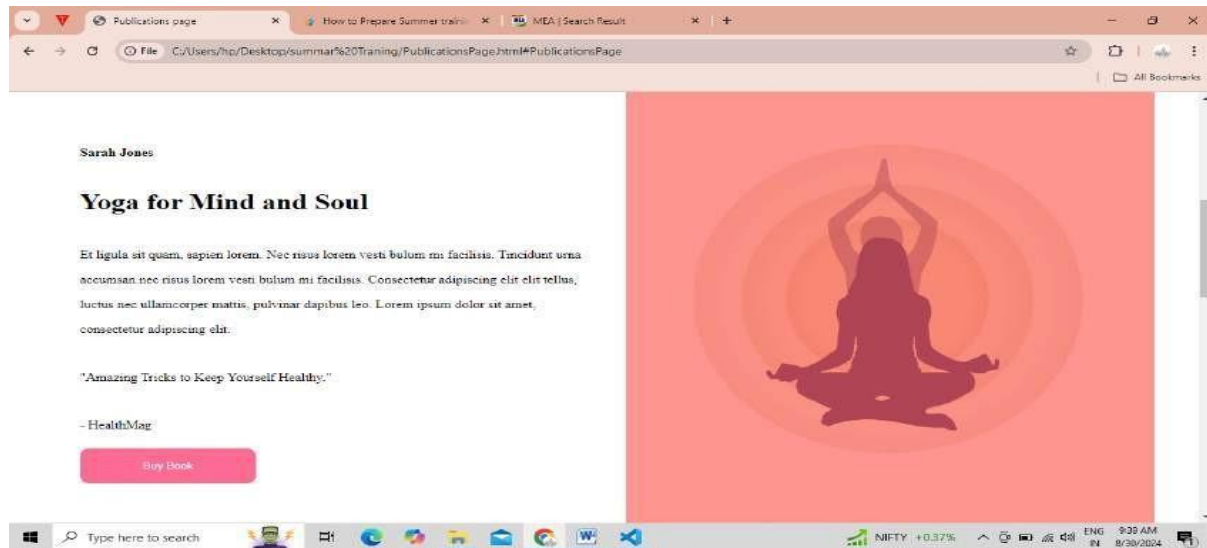 Publications page
How to Prepare Summer traini
MEA | Search Result
File C:/Users/hp/Desktop/summar%20Traning/PublicationsPage.html#PublicationsPage
All Bookmarks
Sarah Jones
Yoga for Mind and Soul
Et ligula sit quam, sapien lorem. Nec risus lorem vesti bulum mi facilisis. Tincidunt urna
accumsan nec risus lorem vesti bulum mi facilisis. Consectetur adipiscing elit elit tellus,
luctus nec ullamcorper mattis, pulvinar dapibus leo. Lorem ipsum dolor sit amet,
consectetur adipiscing elit.
"Amazing Tricks to Keep Yourself Healthy."
- HealthMag
Buy Book
Type here to search
NIFTY +0.37%
ENG
IN
9:39 AM
8/30/2024